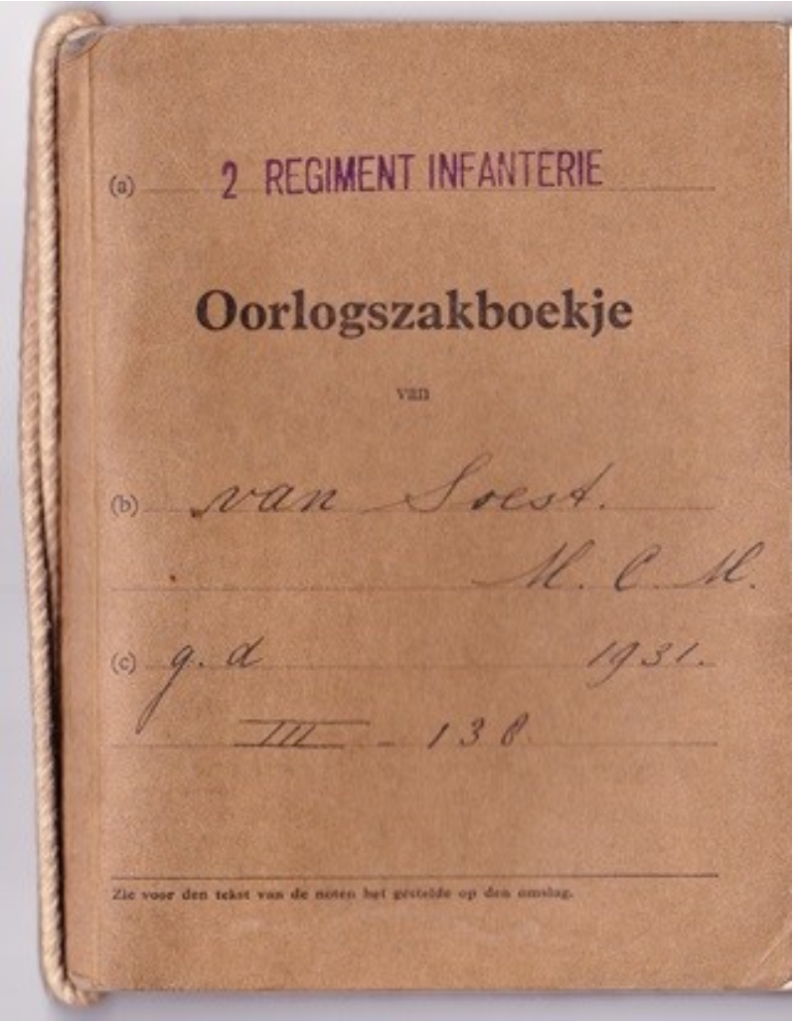 (a) 2 REGIMENT INFANTERIE
Oorlogszakboekje
van
(b) van Soest.
M. C. M.
(c) g. d 1931.
III - 138
Zie voor den tekst van de noten het gestelde op den omslag.